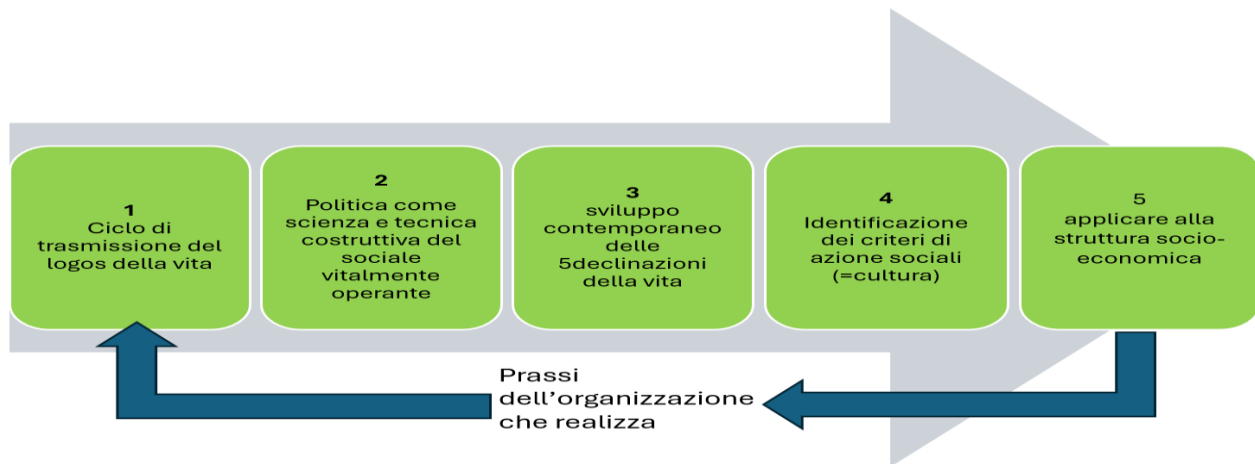 1
Ciclo di
trasmissione del
logos della vita
2
Politica come
scienza e tecnica
costruttiva del
sociale
vitalmente
operante
3
sviluppo
contemporaneo
delle
5declinazioni
della vita
4
Identificazione
dei criteri di
azione sociali
(=cultura)
5
applicare alla
struttura socio-
economica
Prassi
dell'organizzazione
che realizza